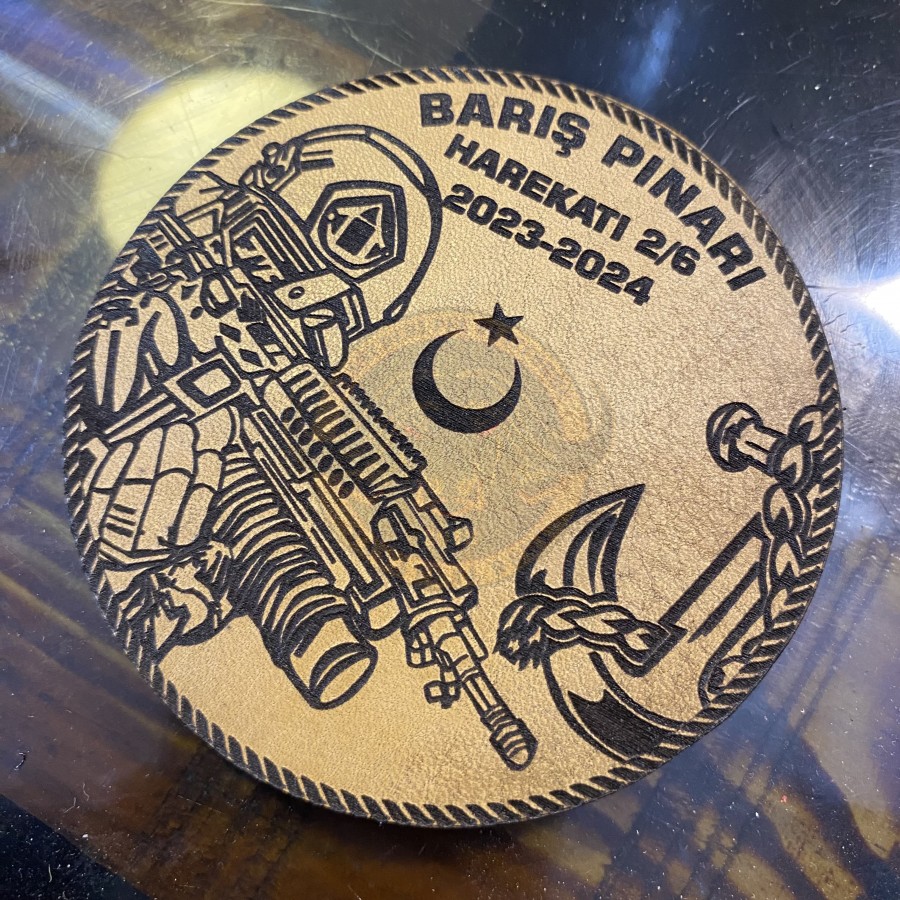 BARIŞ PINARI
HAREKATI 2/6
2023-2024